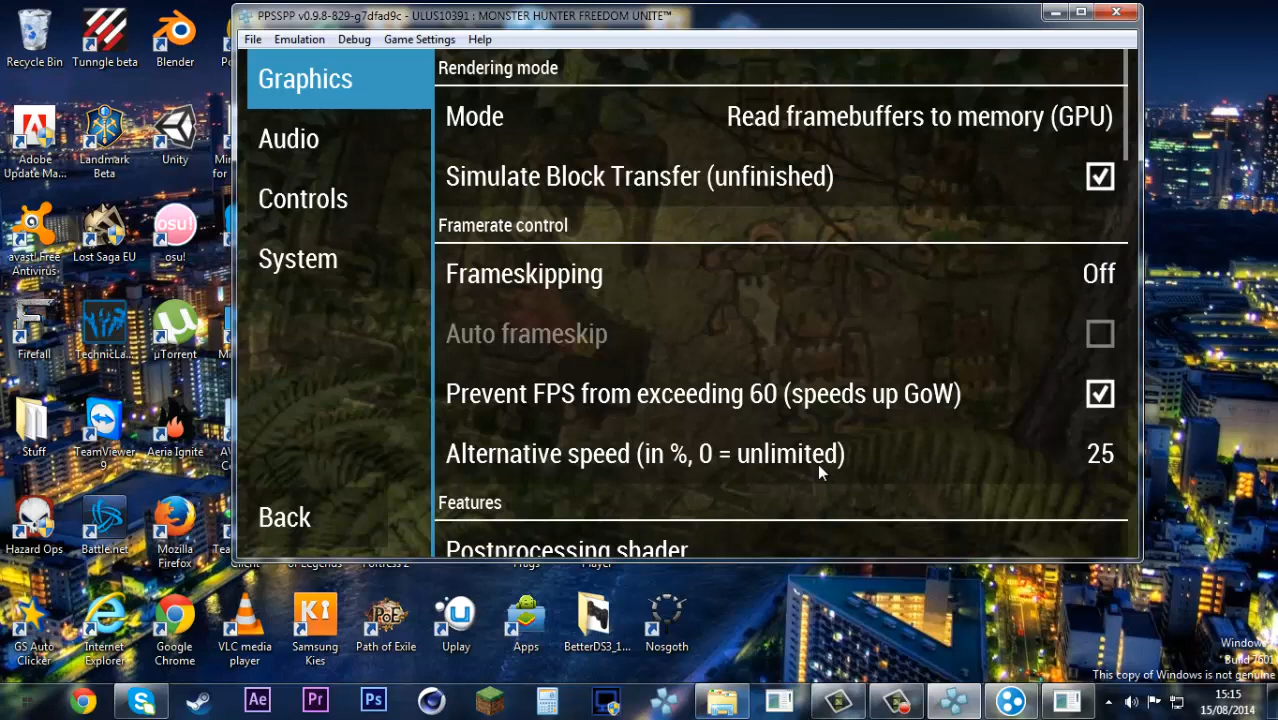 PPSSPP v0.9.8-829-g7dfad9c - ULUS10391 : MONSTER HUNTER FREEDOM UNITE™
File Emulation Debug Game Settings Help
Graphics
Audio
Controls
System
Back
Rendering mode
Mode Read framebuffers to memory (GPU)
Simulate Block Transfer (unfinished)
Framerate control
Frameskipping Off
Auto frameskip
Prevent FPS from exceeding 60 (speeds up GoW)
Alternative speed (in %, 0 = unlimited) 25
Features
Postprocessing shader
Recycle Bin
Tunngle beta
Blender
Adobe
Update Ma...
Landmark
Beta
Unity
avast! Free
Antivirus
Lost Saga EU
osu!
osu!
Firefall
TechnicLa...
µTorrent
Stuff
TeamViewer
9
Aeria Ignite
Hazard Ops
Battle.net
Mozilla
Firefox
GS Auto
Clicker
Internet
Explorer
Google
Chrome
VLC media
player
Ki
Samsung
Kies
PoE
Path of Exile
Uplay
Apps
BetterDS3_1...
Nosgoth
Ae
Pr
Ps
Windows
Build 7601
This copy of Windows is not genuine
15:15
15/08/2014